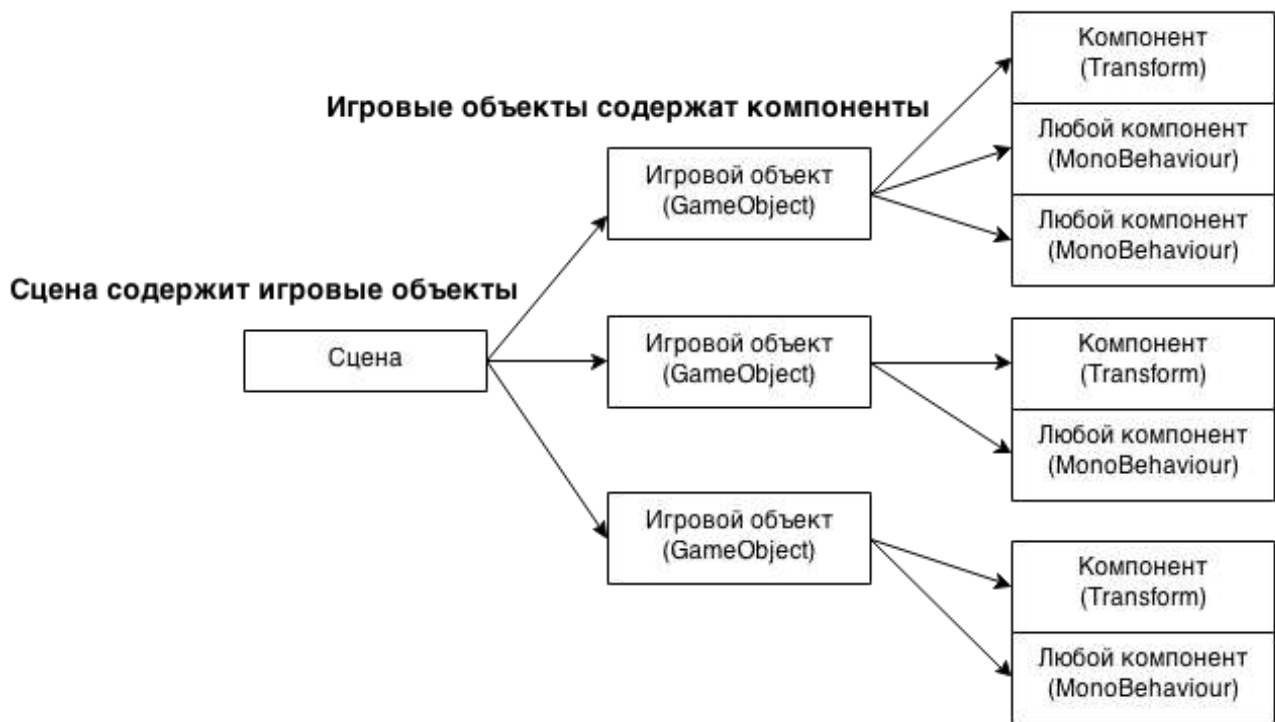 Компонент
(Transform)
Игровые объекты содержат компоненты
Любой компонент
(MonoBehaviour)
Игровой объект
(GameObject)
Любой компонент
(MonoBehaviour)
Сцена содержит игровые объекты
Сцена
Игровой объект
(GameObject)
Компонент
(Transform)
Любой компонент
(MonoBehaviour)
Игровой объект
(GameObject)
Компонент
(Transform)
Любой компонент
(MonoBehaviour)